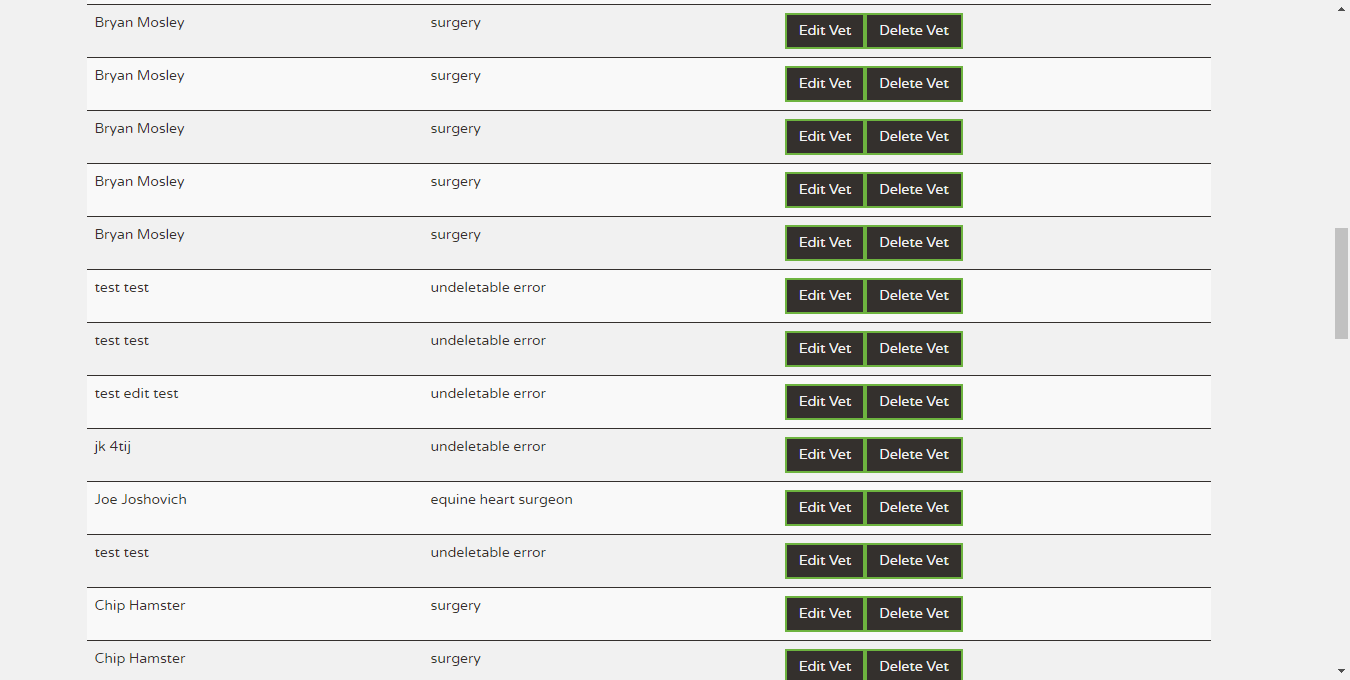 Bryan Mosley surgery Edit Vet Delete Vet
Bryan Mosley surgery Edit Vet Delete Vet
Bryan Mosley surgery Edit Vet Delete Vet
Bryan Mosley surgery Edit Vet Delete Vet
Bryan Mosley surgery Edit Vet Delete Vet
test test undeletable error Edit Vet Delete Vet
test test undeletable error Edit Vet Delete Vet
test edit test undeletable error Edit Vet Delete Vet
jk 4tij undeletable error Edit Vet Delete Vet
Joe Joshovich equine heart surgeon Edit Vet Delete Vet
test test undeletable error Edit Vet Delete Vet
Chip Hamster surgery Edit Vet Delete Vet
Chip Hamster surgery Edit Vet Delete Vet